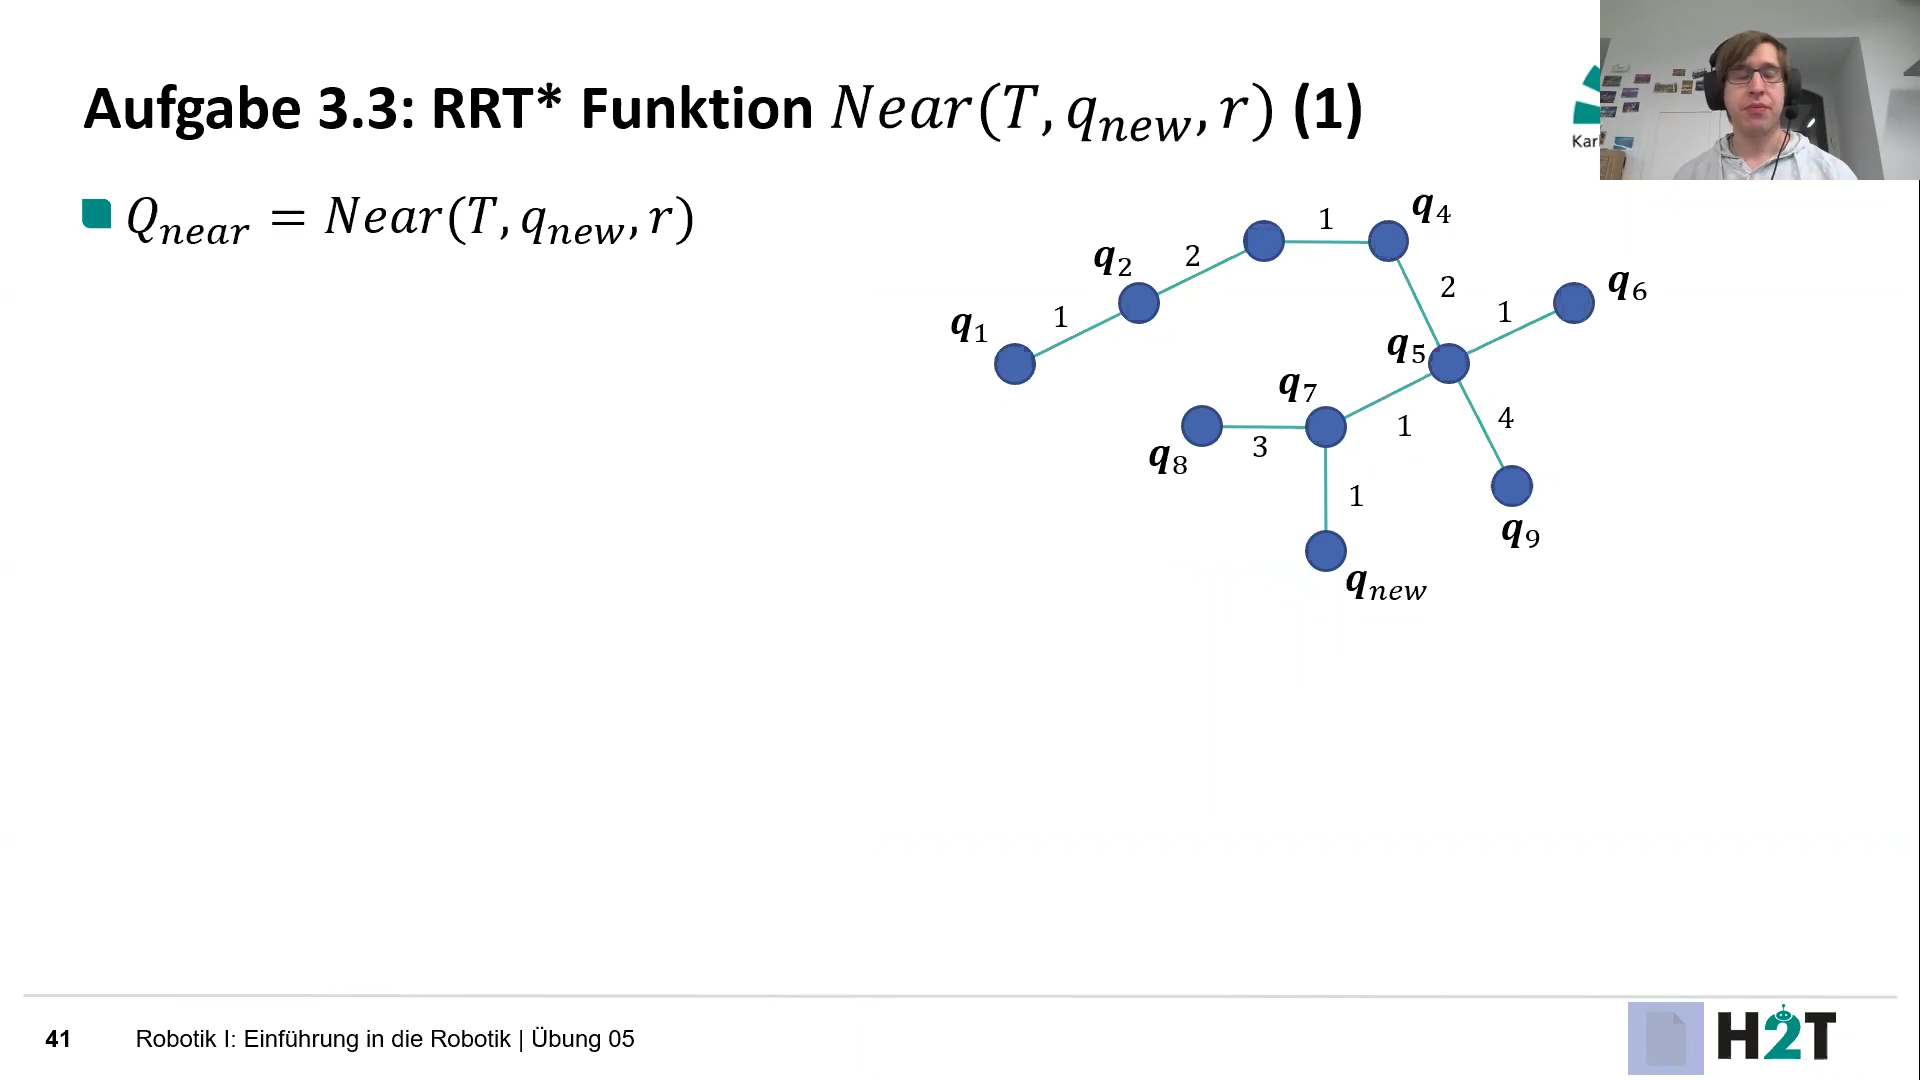 Aufgabe 3.3: RRT* Funktion Near(T, q_new, r) (1)
Kar
Q_near = Near(T, q_new, r)
q_4
1
q_2
2
q_6
2
1
q_1
1
q_5
q_7
4
1
3
q_8
1
q_9
q_new
41
Robotik I: Einführung in die Robotik | Übung 05
H2T